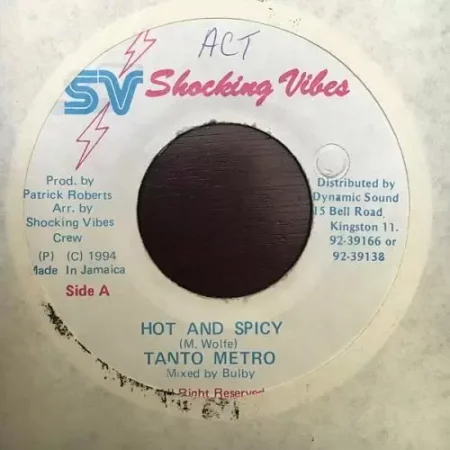 ACT
SV Shocking Vibes
Prod. by
Patrick Roberts
Arr. by
Shocking Vibes
Crew
(P) (C) 1994
Made In Jamaica
Side A
Distributed by
Dynamic Sound
15 Bell Road,
Kingston 11.
92-39166 or
92-39138
HOT AND SPICY
(M. Wolfe)
TANTO METRO
Mixed by Bulby
Right Reserved